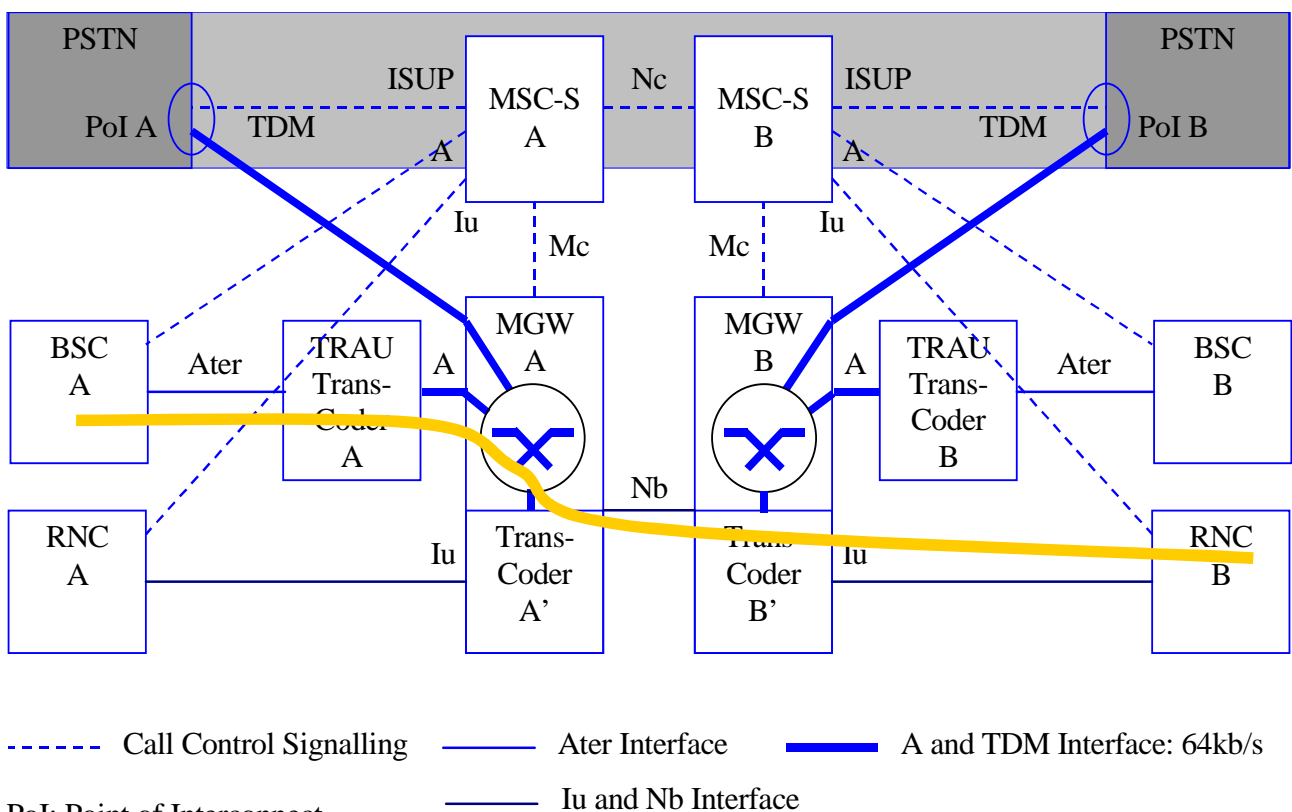 PSTN
PSTN
ISUP
Nc
ISUP
MSC-S
A
MSC-S
B
PoI A
TDM
TDM
PoI B
A
A
Iu
Iu
Mc
Mc
MGW
A
MGW
B
BSC
A
Ater
TRAU
Trans-
Coder
A
A
A
TRAU
Trans-
Coder
B
Ater
BSC
B
Nb
RNC
A
Iu
Trans-
Coder
A’
Trans-
Coder
B’
Iu
RNC
B
Call Control Signalling
Ater Interface
A and TDM Interface: 64kb/s
PoI: Point of Interconnect
Iu and Nb Interface